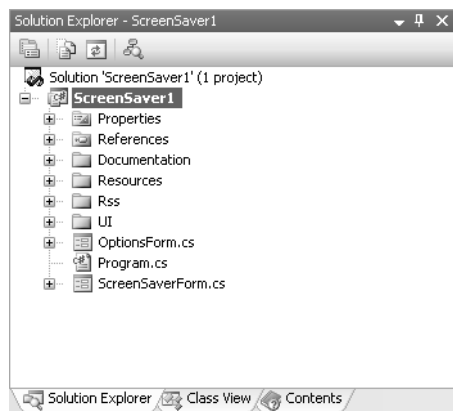 Solution Explorer - ScreenSaver1
Solution 'ScreenSaver1' (1 project)
ScreenSaver1
Properties
References
Documentation
Resources
Rss
UI
OptionsForm.cs
Program.cs
ScreenSaverForm.cs
Solution Explorer Class View Contents